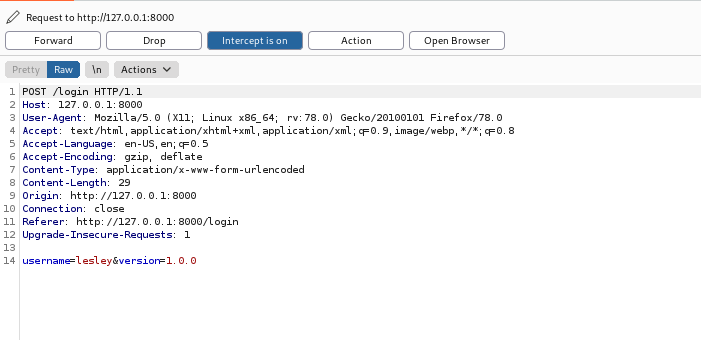 Request to http://127.0.0.1:8000
Forward Drop Intercept is on Action Open Browser
Pretty Raw \n Actions
1 POST /login HTTP/1.1
2 Host: 127.0.0.1:8000
3 User-Agent: Mozilla/5.0 (X11; Linux x86_64; rv:78.0) Gecko/20100101 Firefox/78.0
4 Accept: text/html,application/xhtml+xml,application/xml;q=0.9,image/webp,*/*;q=0.8
5 Accept-Language: en-US,en;q=0.5
6 Accept-Encoding: gzip, deflate
7 Content-Type: application/x-www-form-urlencoded
8 Content-Length: 29
9 Origin: http://127.0.0.1:8000
10 Connection: close
11 Referer: http://127.0.0.1:8000/login
12 Upgrade-Insecure-Requests: 1
13
14 username=lesley&version=1.0.0